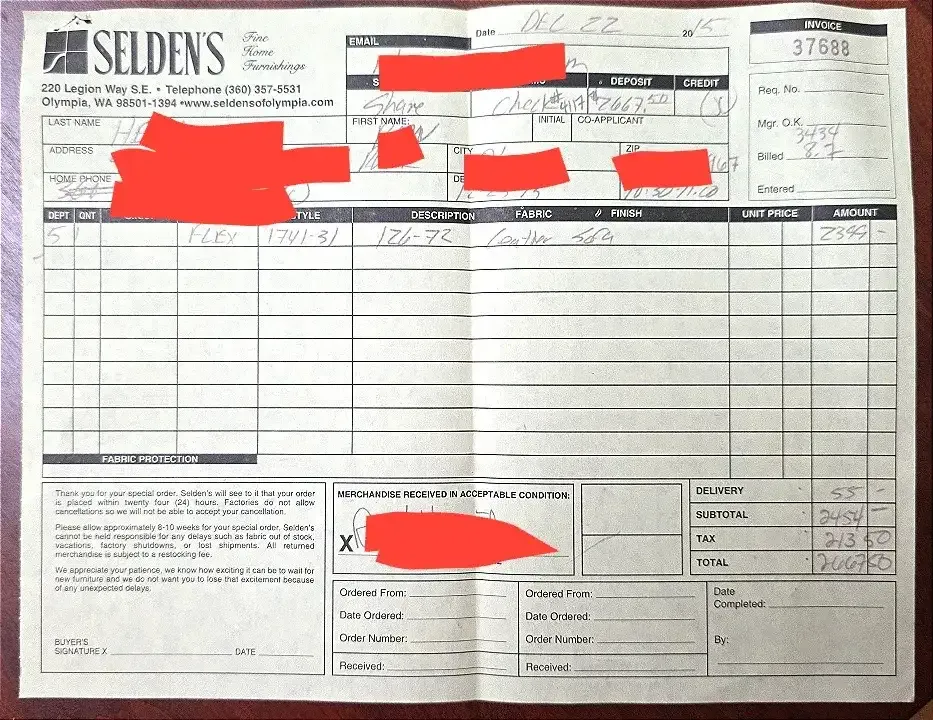 SELDEN'S Fine Home Furnishings
220 Legion Way S.E. • Telephone (360) 357-5531
Olympia, WA 98501-1394 •www.seldensofolympia.com
Date DEC 22 2015
EMAIL
INVOICE
37688
DEPOSIT CREDIT
Share Check# 4117 2667.50
Req. No.
Mgr. O.K.
3434
Billed 8.7
Entered
LAST NAME FIRST NAME: INITIAL CO-APPLICANT
ADDRESS CITY ZIP
HOME PHONE
10:30-11:00
DEPT QNT STYLE DESCRIPTION FABRIC FINISH UNIT PRICE AMOUNT
5 1 FLEX 1741-31 126-72 Leather Sofa 2399 -
FABRIC PROTECTION
Thank you for your special order. Selden's will see to it that your order
is placed within twenty four (24) hours. Factories do not allow
cancellations so we will not be able to accept your cancellation.
Please allow approximately 8-10 weeks for your special order. Selden's
cannot be held responsible for any delays such as fabric out of stock,
vacations, factory shutdowns, or lost shipments. All returned
merchandise is subject to a restocking fee.
We appreciate your patience, we know how exciting it can be to wait for
new furniture and we do not want you to lose that excitement because
of any unexpected delays.
BUYER'S
SIGNATURE X DATE
MERCHANDISE RECEIVED IN ACCEPTABLE CONDITION:
X
DELIVERY 55 -
SUBTOTAL 2454 -
TAX 213 50
TOTAL 2667 50
Ordered From: Ordered From:
Date Ordered: Date Ordered:
Order Number: Order Number:
Received: Received:
Date
Completed:
By: